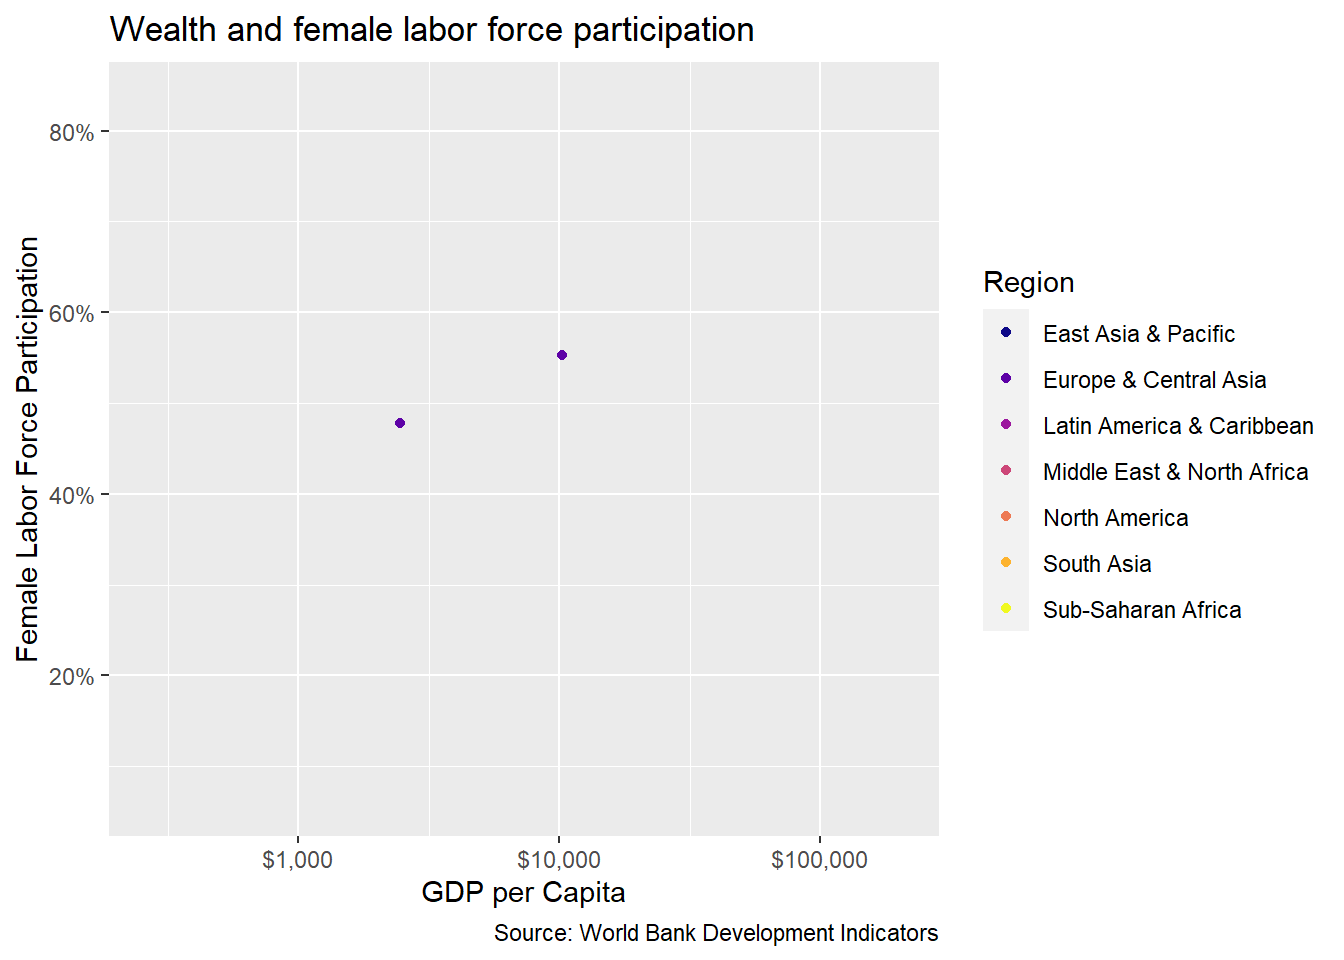 Wealth and female labor force participation
Female Labor Force Participation
80%
60%
40%
20%
$1,000
$10,000
$100,000
GDP per Capita
Source: World Bank Development Indicators
Region
East Asia & Pacific
Europe & Central Asia
Latin America & Caribbean
Middle East & North Africa
North America
South Asia
Sub-Saharan Africa